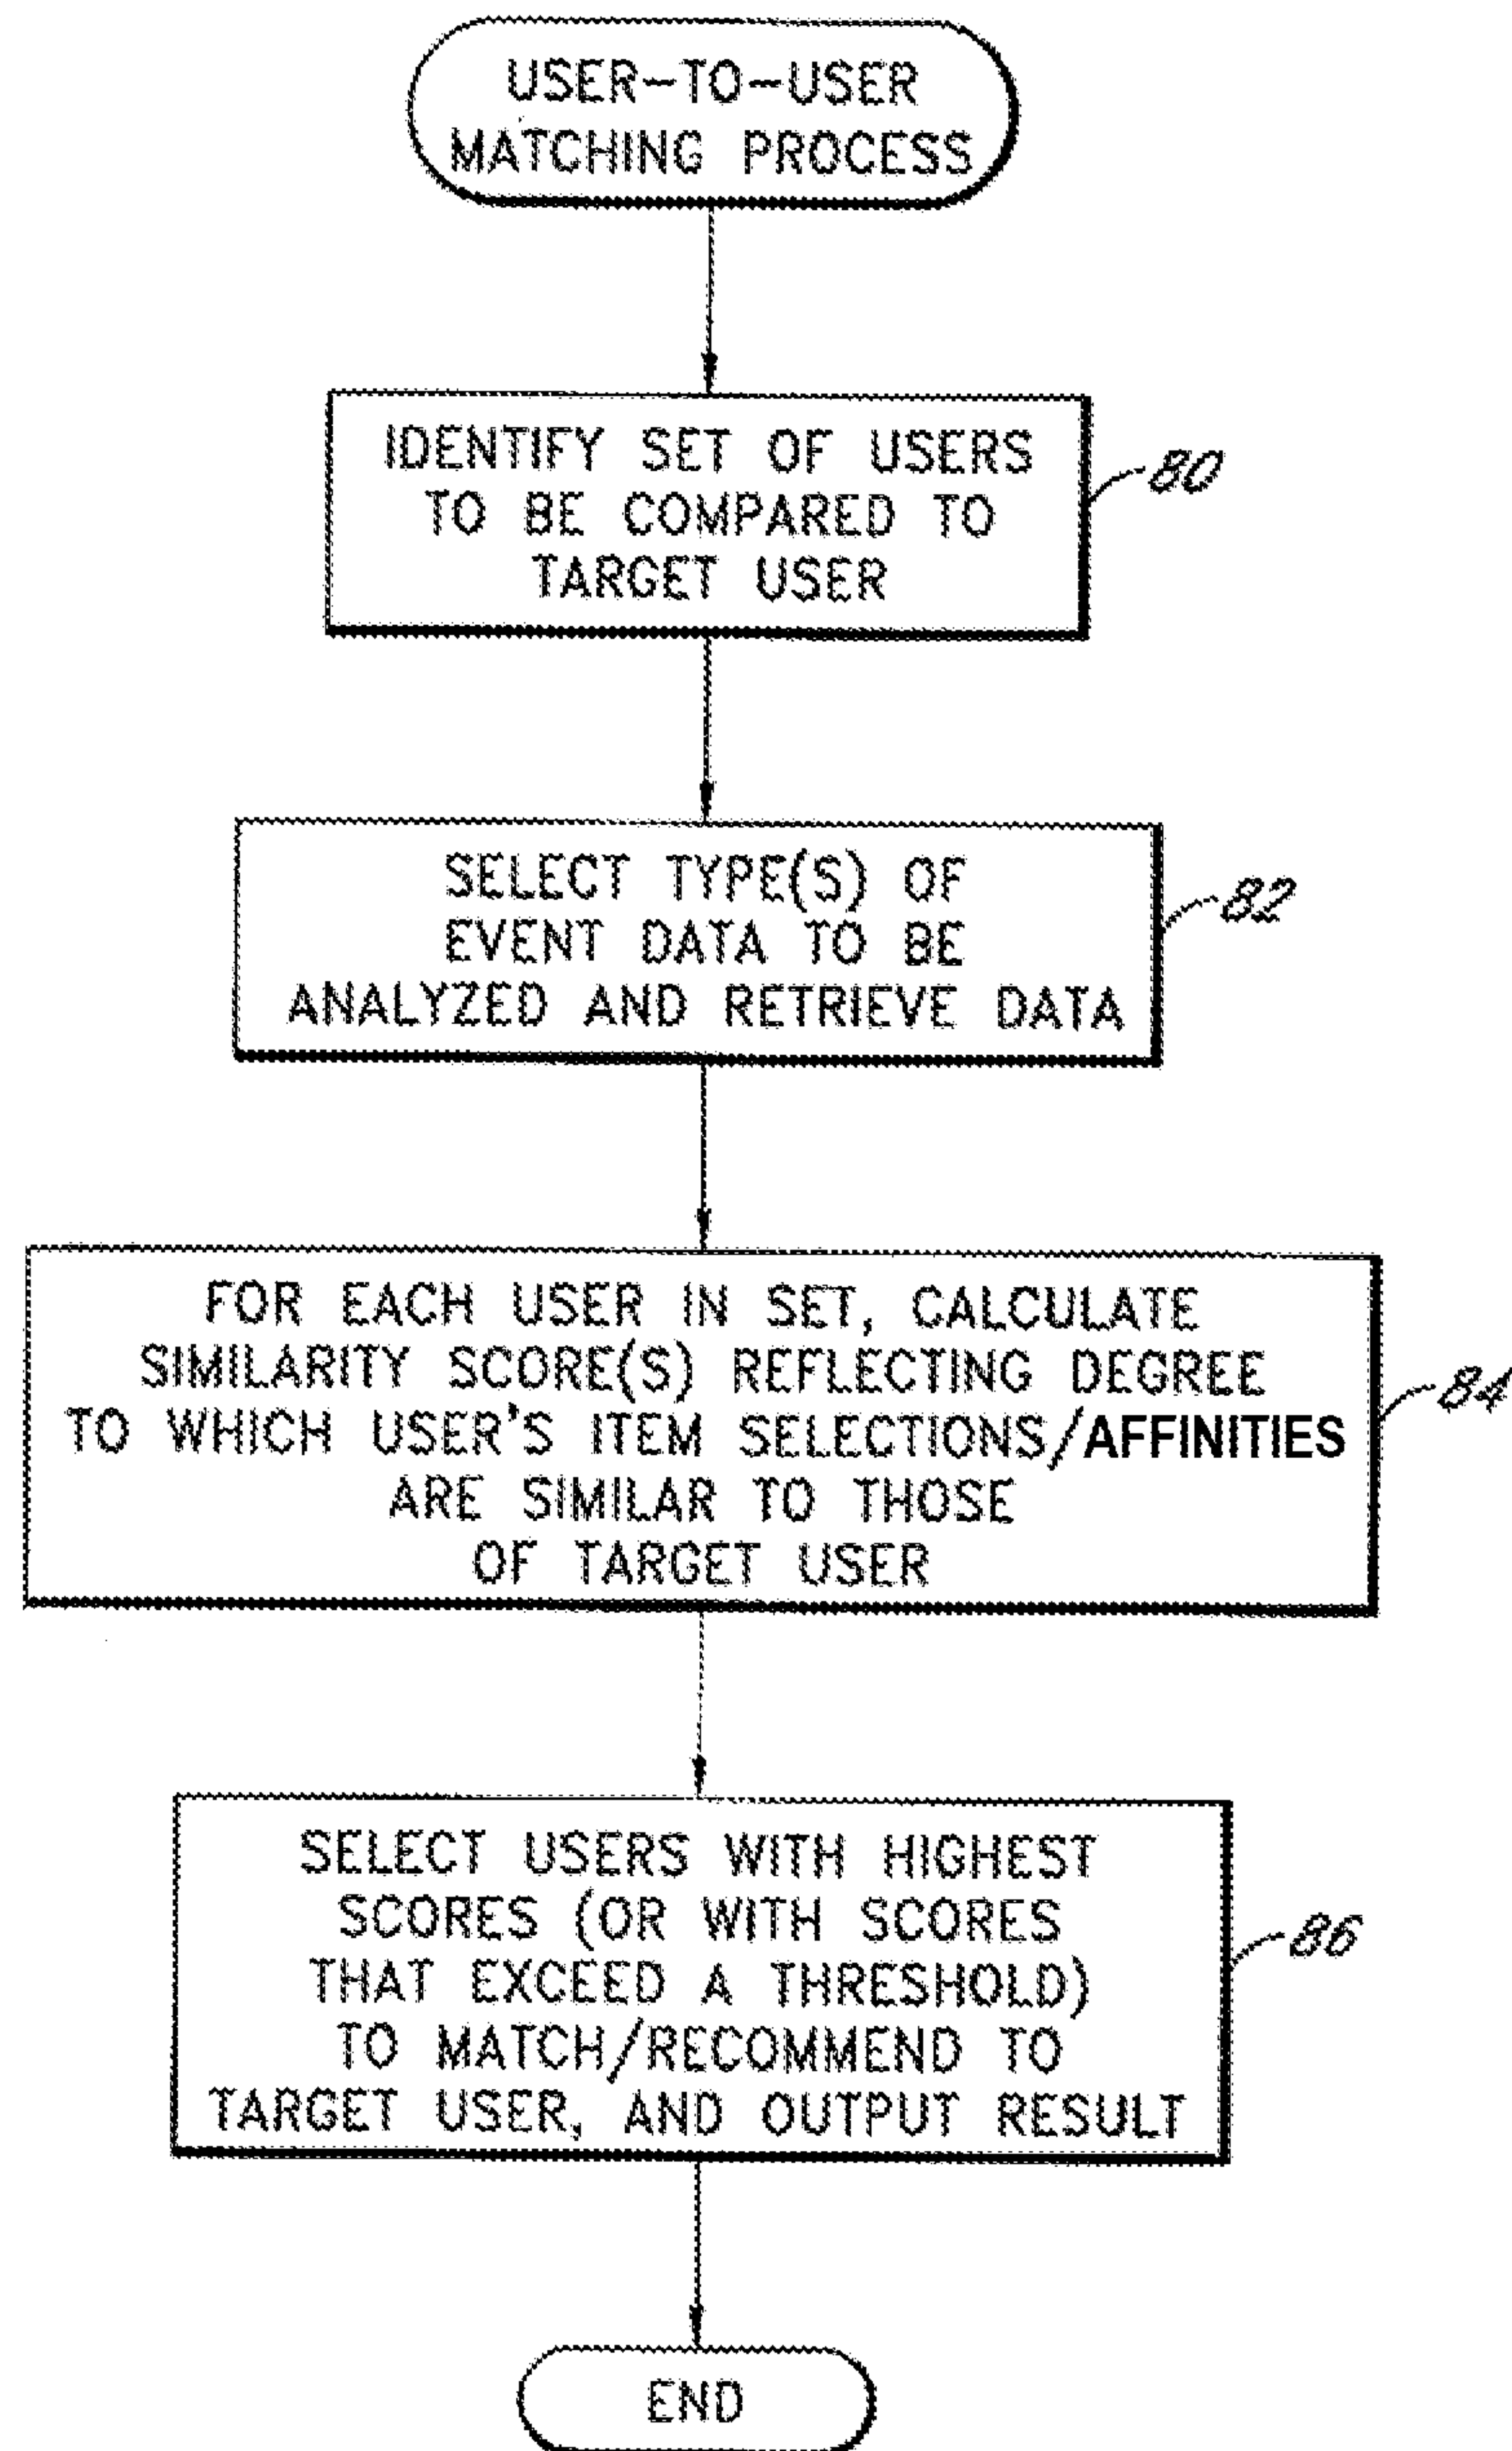 USER-TO-USER
MATCHING PROCESS
IDENTIFY SET OF USERS
TO BE COMPARED TO
TARGET USER
80
SELECT TYPE(S) OF
EVENT DATA TO BE
ANALYZED AND RETRIEVE DATA
82
FOR EACH USER IN SET, CALCULATE
SIMILARITY SCORE(S) REFLECTING DEGREE
TO WHICH USER'S ITEM SELECTIONS/AFFINITIES
ARE SIMILAR TO THOSE
OF TARGET USER
84
SELECT USERS WITH HIGHEST
SCORES (OR WITH SCORES
THAT EXCEED A THRESHOLD)
TO MATCH/RECOMMEND TO
TARGET USER, AND OUTPUT RESULT
86
END